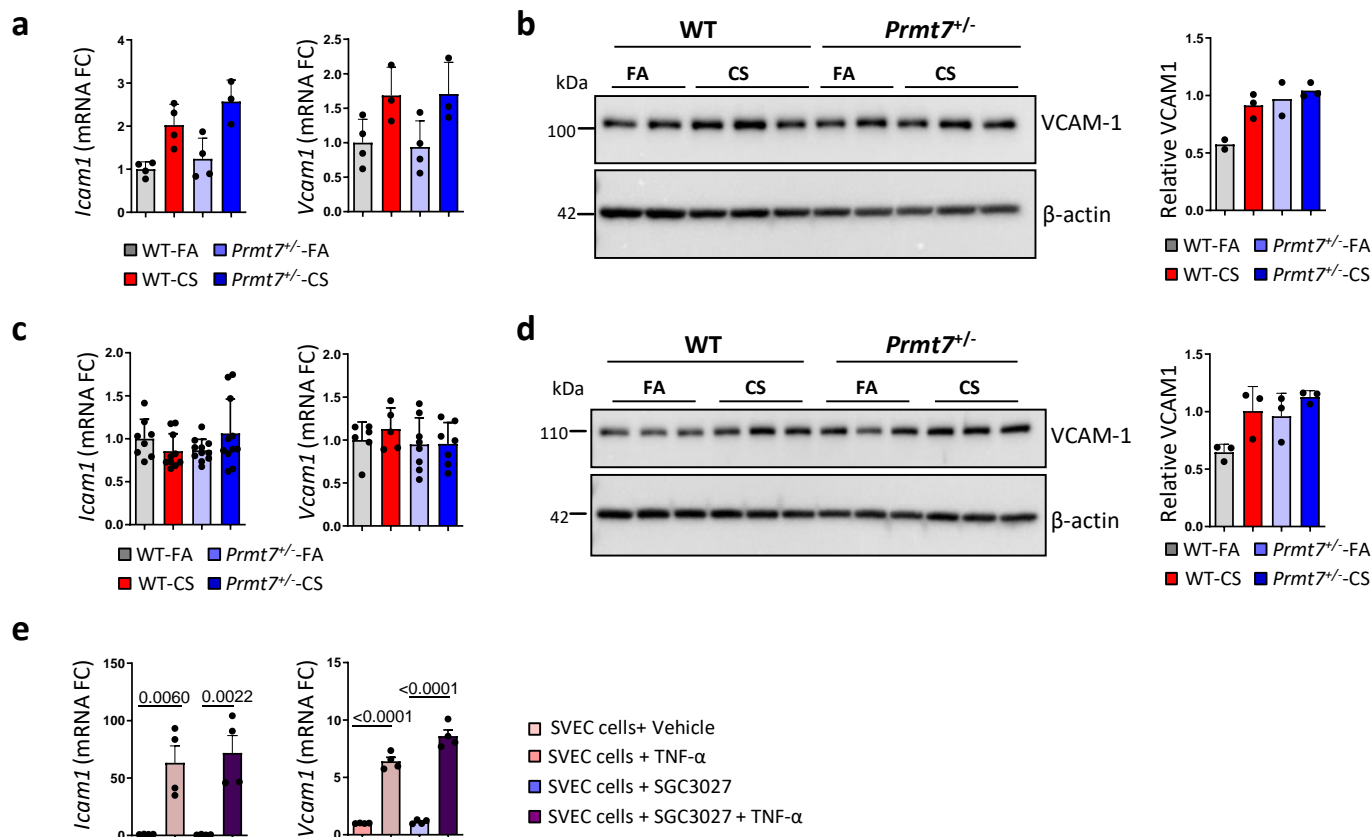 a
Icam1 (mRNA FC)
4
3
2
1
0
Vcam1 (mRNA FC)
2.5
2.0
1.5
1.0
0.5
0.0
WT-FA Prmt7+/--FA
WT-CS Prmt7+/--CS
b
WT Prmt7+/-
kDa FA CS FA CS
100 VCAM-1
42 β-actin
Relative VCAM1
1.5
1.0
0.5
0.0
WT-FA Prmt7+/--FA
WT-CS Prmt7+/--CS
c
Icam1 (mRNA FC)
2.0
1.5
1.0
0.5
0.0
Vcam1 (mRNA FC)
2.0
1.5
1.0
0.5
0.0
WT-FA Prmt7+/--FA
WT-CS Prmt7+/--CS
d
WT Prmt7+/-
kDa FA CS FA CS
110 VCAM-1
42 β-actin
Relative VCAM1
1.5
1.0
0.5
0.0
WT-FA Prmt7+/--FA
WT-CS Prmt7+/--CS
e
Icam1 (mRNA FC)
150
100
50
0
0.0060 0.0022
Vcam1 (mRNA FC)
15
10
5
0
<0.0001
<0.0001
SVEC cells+ Vehicle
SVEC cells + TNF-α
SVEC cells + SGC3027
SVEC cells + SGC3027 + TNF-α